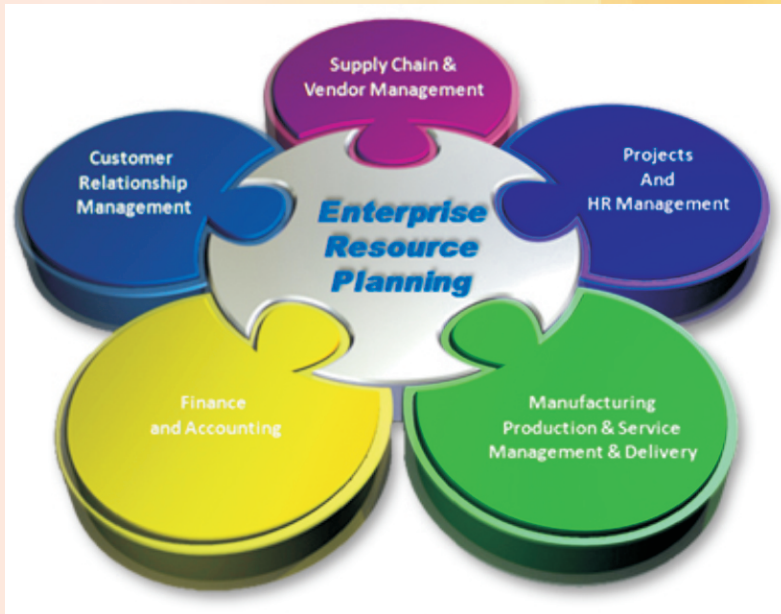 Supply Chain &
Vendor Management
Customer
Relationship
Management
Projects
And
HR Management
Enterprise
Resource
Planning
Finance
and Accounting
Manufacturing
Production & Service
Management & Delivery